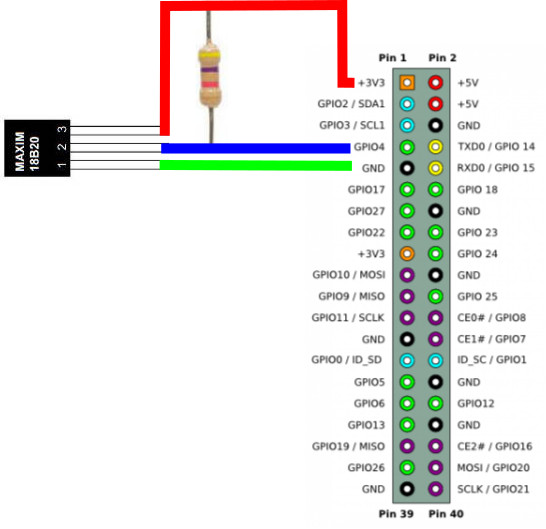 Pin 1 Pin 2
+3V3 +5V
GPIO2 / SDA1 +5V
GPIO3 / SCL1 GND
GPIO4 TXD0 / GPIO 14
GND RXD0 / GPIO 15
GPIO17 GPIO 18
GPIO27 GND
GPIO22 GPIO 23
+3V3 GPIO 24
GPIO10 / MOSI GND
GPIO9 / MISO GPIO 25
GPIO11 / SCLK CE0# / GPIO8
GND CE1# / GPIO7
GPIO0 / ID_SD ID_SC / GPIO1
GPIO5 GND
GPIO6 GPIO12
GPIO13 GND
GPIO19 / MISO CE2# / GPIO16
GPIO26 MOSI / GPIO20
GND SCLK / GPIO21
Pin 39 Pin 40
MAXIM
18B20
1 2 3